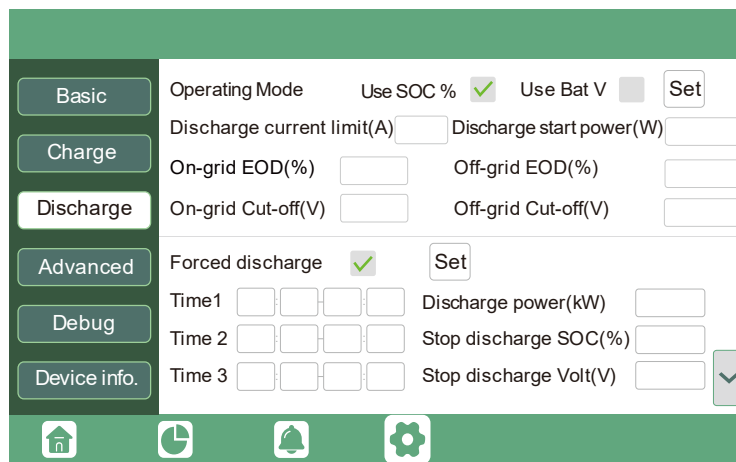 Basic
Charge
Discharge
Advanced
Debug
Device info.
Operating Mode Use SOC % Use Bat V Set
Discharge current limit(A) Discharge start power(W)
On-grid EOD(%) Off-grid EOD(%)
On-grid Cut-off(V) Off-grid Cut-off(V)
Forced discharge Set
Time1 : - : Discharge power(kW)
Time 2 : - : Stop discharge SOC(%)
Time 3 : - : Stop discharge Volt(V)